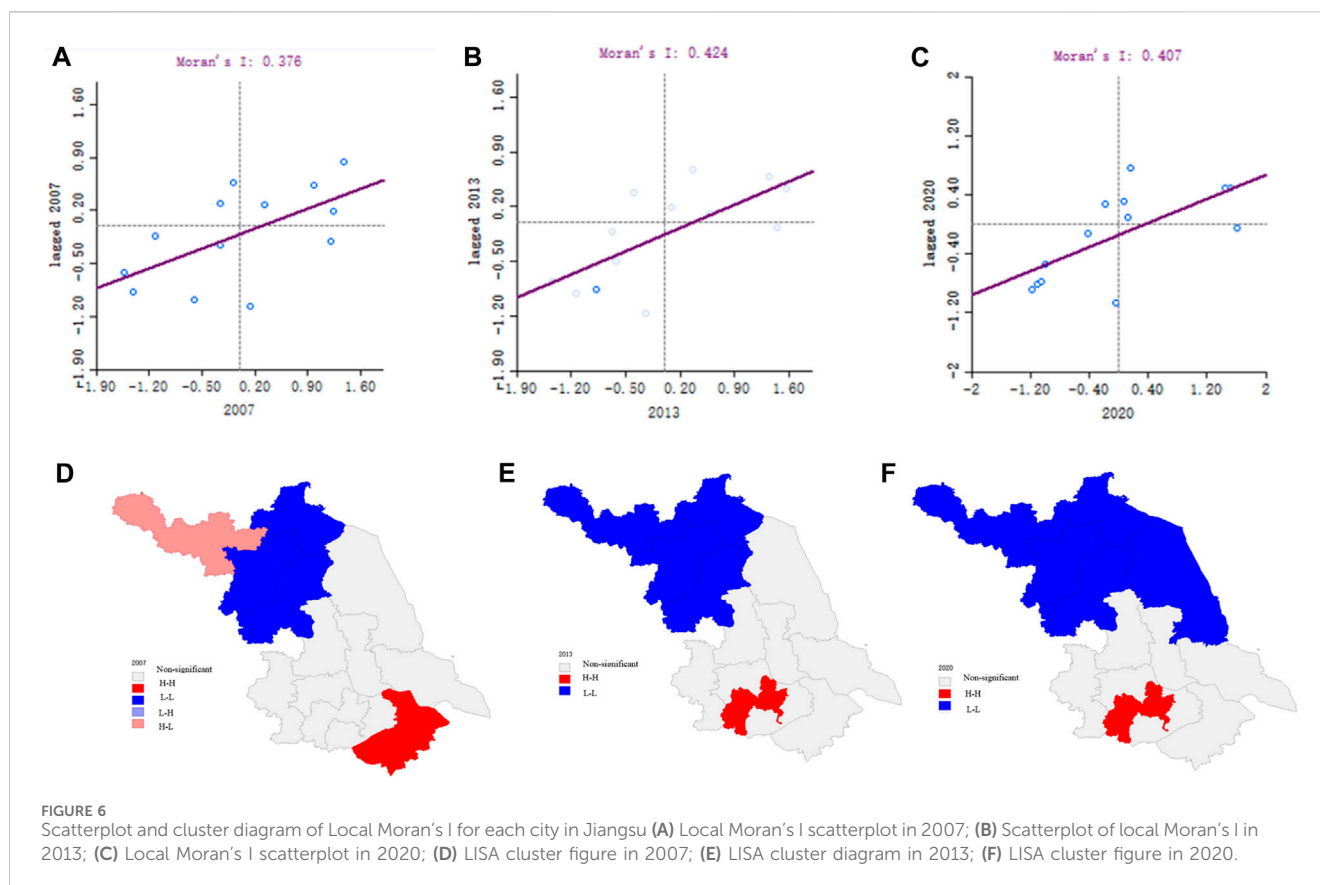 A
Moran's I: 0.376
lagged 2007
1.60
0.90
0.20
-0.50
-1.20
-1.90
-1.90 -1.20 -0.50 0.20 0.90 1.60
2007
B
Moran's I: 0.424
lagged 2013
1.60
0.90
0.20
-0.50
-1.20
-1.90
-1.90 -1.20 -0.50 0.20 0.90 1.60
2013
C
Moran's I: 0.407
lagged 2020
2
1.20
0.40
-0.40
-1.20
-2
-2 -1.20 -0.40 0.40 1.20 2
2020
D
2007
Non-significant
H-H
L-L
L-H
H-L
E
2013
Non-significant
H-H
L-L
F
2020
Non-significant
H-H
L-L
FIGURE 6
Scatterplot and cluster diagram of Local Moran's I for each city in Jiangsu (A) Local Moran's I scatterplot in 2007; (B) Scatterplot of local Moran's I in
2013; (C) Local Moran's I scatterplot in 2020; (D) LISA cluster figure in 2007; (E) LISA cluster diagram in 2013; (F) LISA cluster figure in 2020.